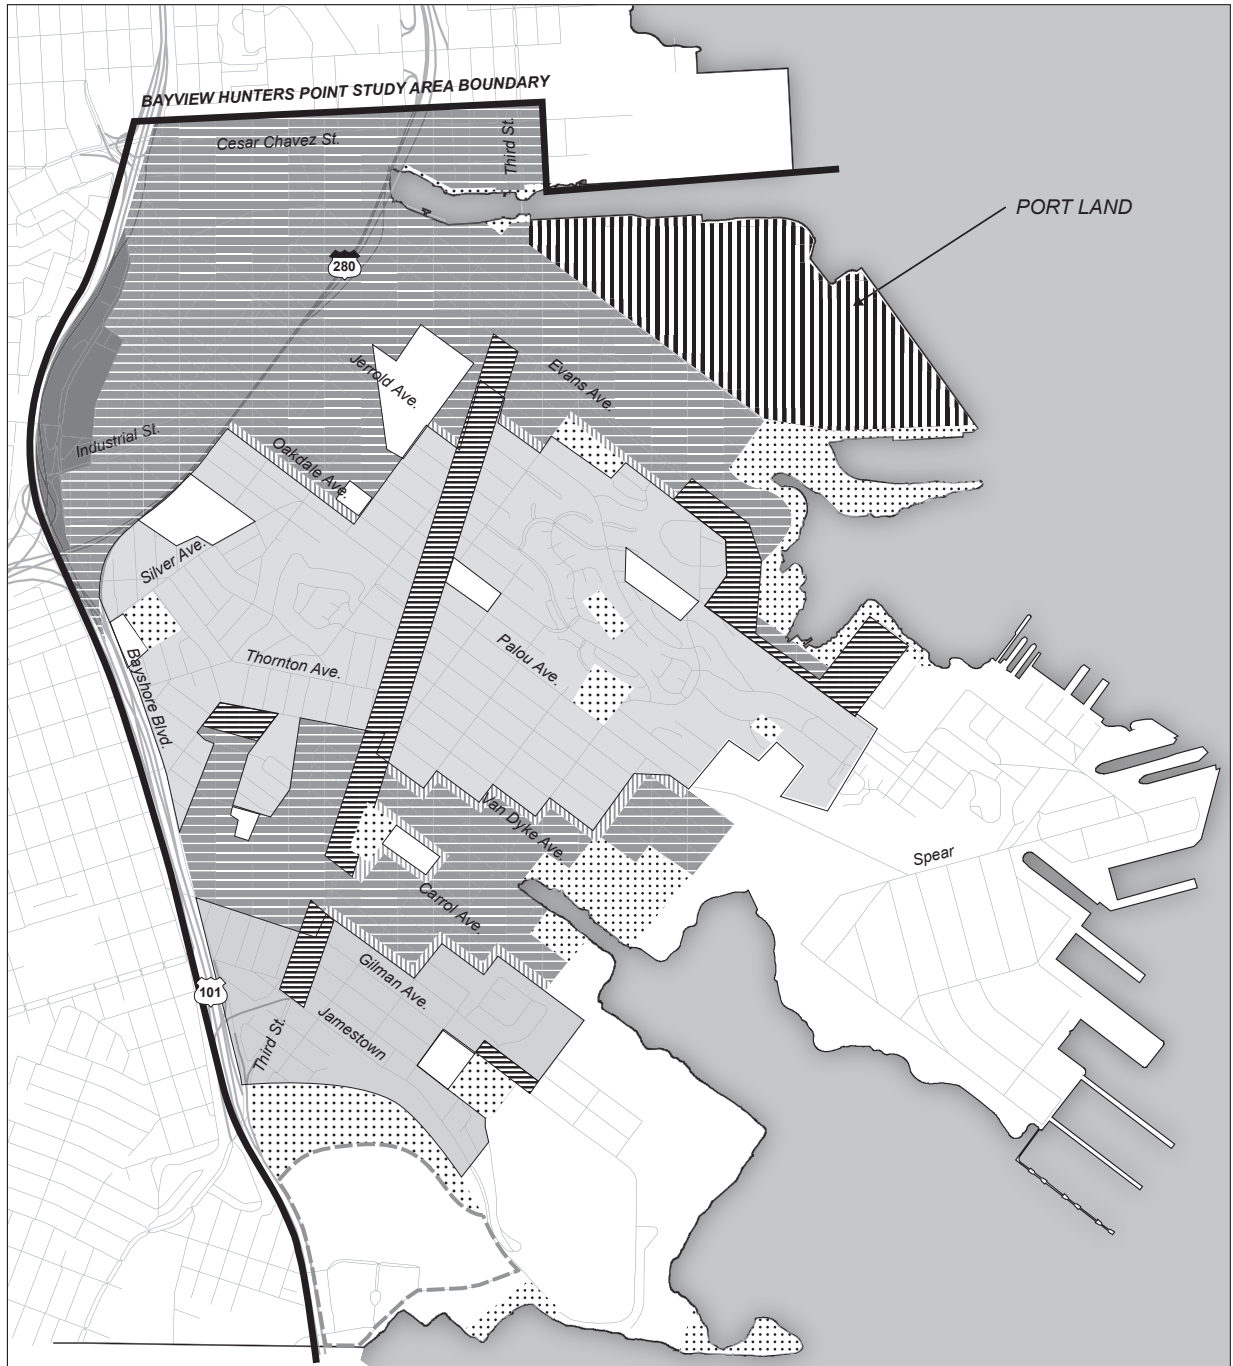 BAYVIEW HUNTERS POINT STUDY AREA BOUNDARY
Cesar Chavez St.
Third St.
PORT LAND
280
Jerrold Ave.
Evans Ave.
Industrial St.
Oakdale Ave.
Silver Ave.
Thornton Ave.
Palou Ave.
Bayshore Blvd.
Van Dyke Ave.
Spear
Carrol Ave.
Gilman Ave.
101
Third St.
Jamestown